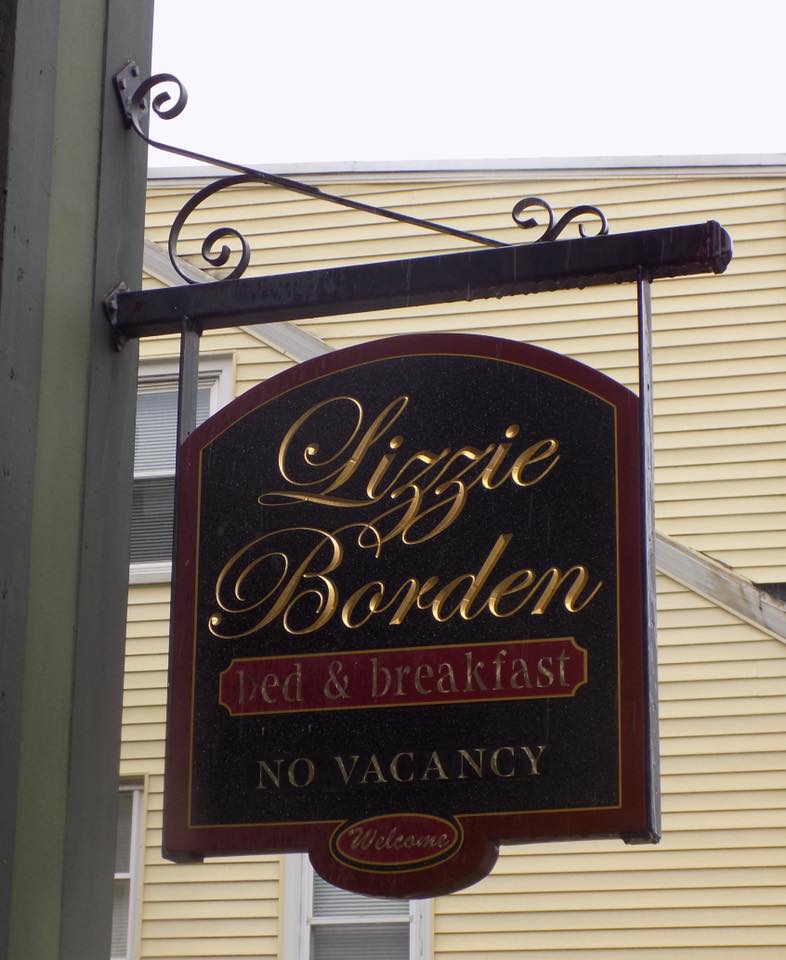 Lizzie
Borden
bed & breakfast
NO VACANCY
Welcome